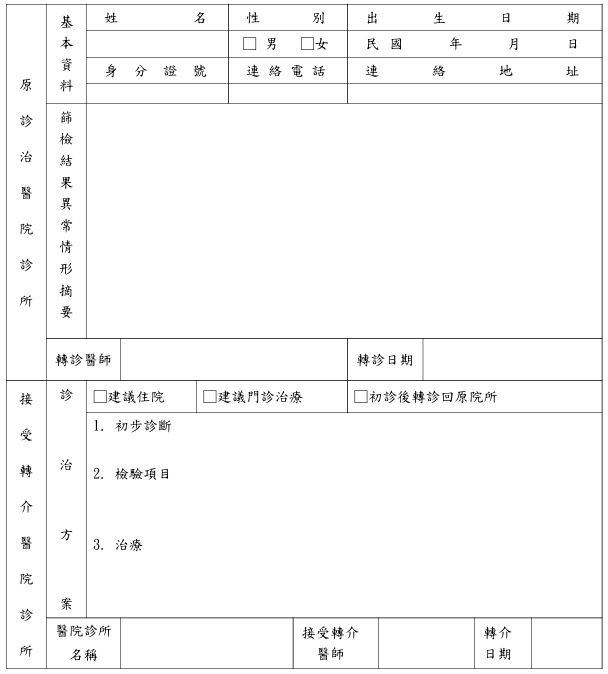 原診治醫院診所
基本資料
姓名
性別
出生日期
□ 男 □女
民國 年 月 日
身分證號
連絡電話
連絡地址
篩檢結果異常情形摘要
轉診醫師
轉診日期
接受轉介醫院診所
診治方案
□建議住院
□建議門診治療
□初診後轉診回原院所
1. 初步診斷
2. 檢驗項目
3. 治療
醫院診所
名稱
接受轉介
醫師
轉介
日期